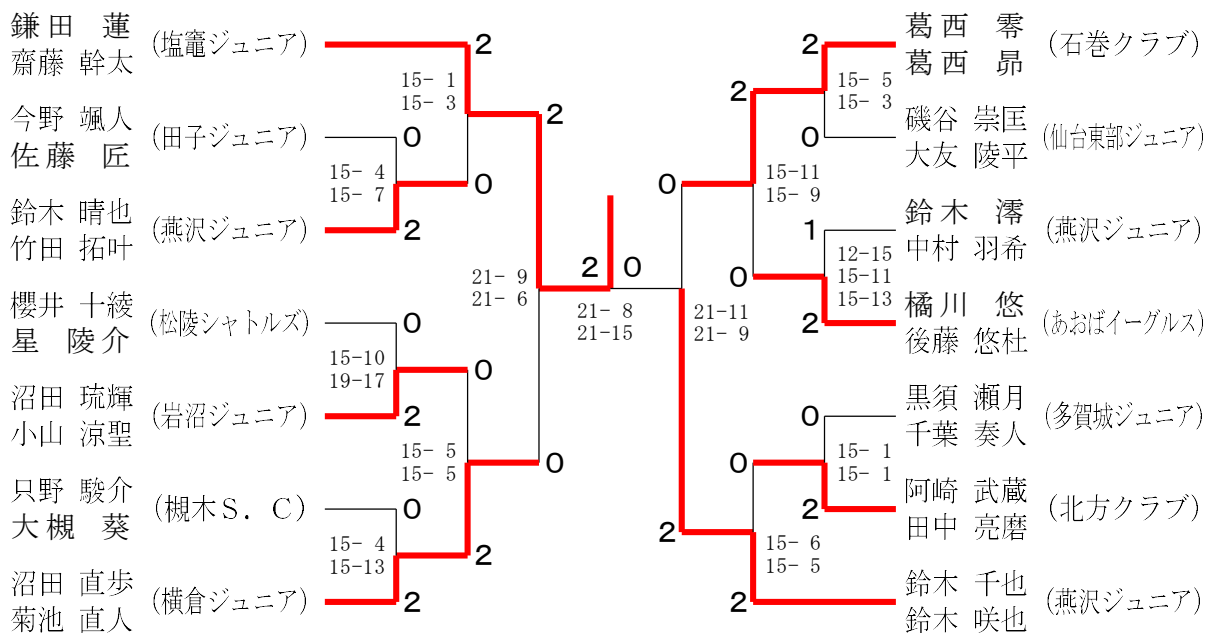 鎌田 蓮
齋藤 幹太
(塩竈ジュニア)
2
15- 1
15- 3
2
今野 颯人
佐藤 匠
(田子ジュニア)
0
15- 4
15- 7
0
鈴木 晴也
竹田 拓叶
(燕沢ジュニア)
2
21- 9
21- 6
櫻井 十綾
星 陵介
(松陵シャトルズ)
0
15-10
19-17
0
沼田 琉輝
小山 涼聖
(岩沼ジュニア)
2
15- 5
15- 5
0
只野 駿介
大槻 葵
(槻木S. C)
0
15- 4
15-13
2
沼田 直歩
菊池 直人
(横倉ジュニア)
2
2 0
21- 8
21-15
2
葛西 零
葛西 昴
(石巻クラブ)
15- 5
15- 3
2
0
磯谷 崇匡
大友 陵平
(仙台東部ジュニア)
0
15-11
15- 9
1
鈴木 澪
中村 羽希
(燕沢ジュニア)
12-15
15-11
15-13
0
2
橘川 悠
後藤 悠杜
(あおばイーグルス)
21-11
21- 9
0
黒須 瀬月
千葉 奏人
(多賀城ジュニア)
15- 1
15- 1
0
2
阿崎 武蔵
田中 亮磨
(北方クラブ)
2
15- 6
15- 5
2
鈴木 千也
鈴木 咲也
(燕沢ジュニア)